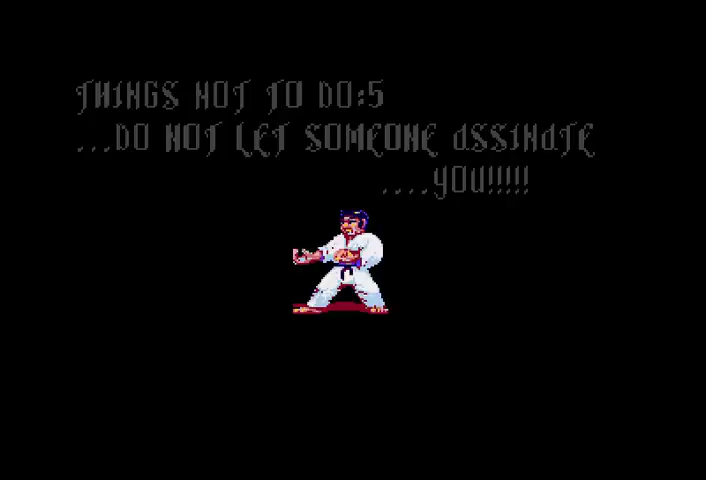 THINGS NOT TO DO:5
...DO NOT LET SOMEONE ASSINATE
....YOU!!!!!